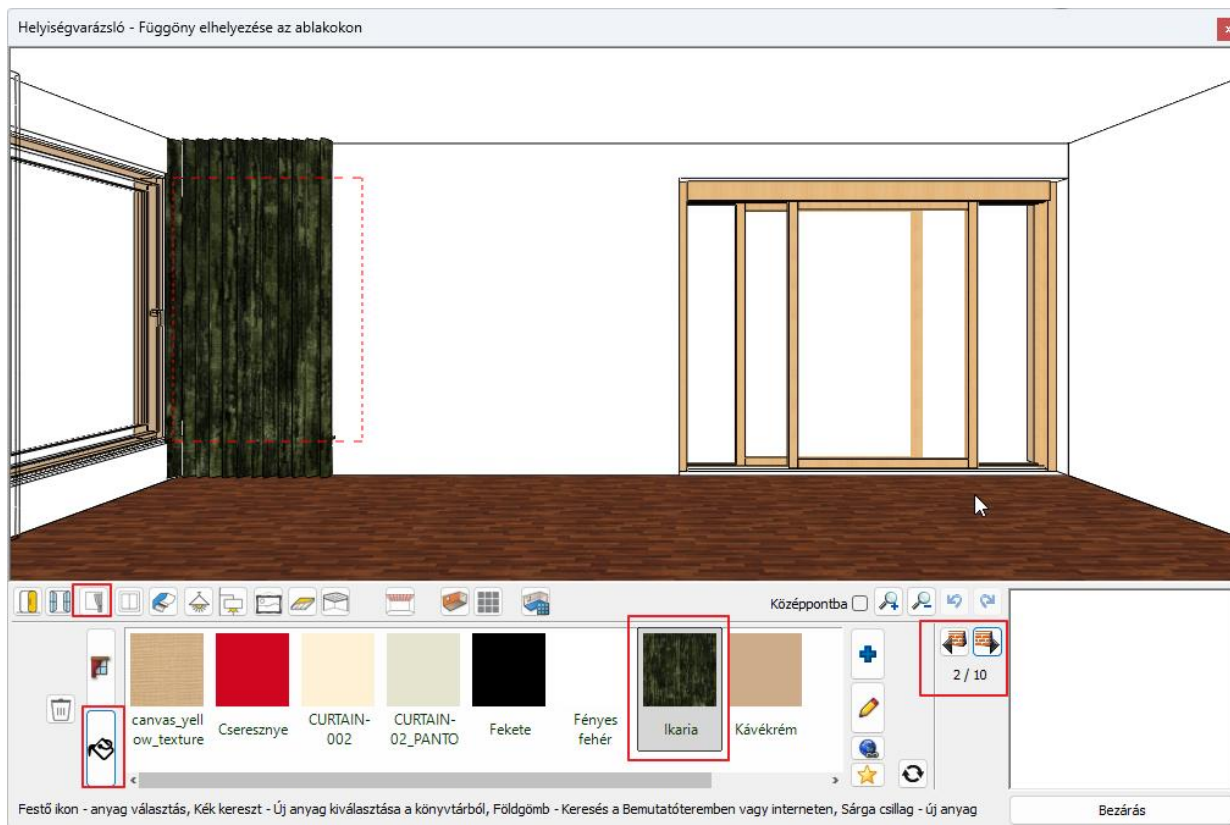 Helyiségvarázsló - Függöny elhelyezése az ablakokon
Középpontba
2 / 10
canvas_yell
ow_texture
Cseresznye
CURTAIN-
002
CURTAIN-
02_PANTO
Fekete
Fényes
fehér
Ikaria
Kávékrém
Festő ikon - anyag választás, Kék kereszt - Új anyag kiválasztása a könyvtárból, Földgömb - Keresés a Bemutatóteremben vagy interneten, Sárga csillag - új anyag
Bezárás